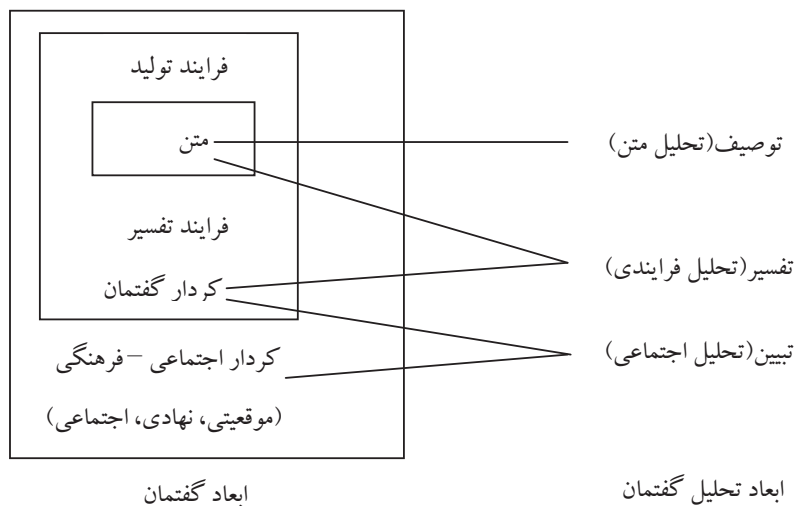 فرایند تولید
متن
توصیف(تحلیل متن)
فرایند تفسیر
تفسیر(تحلیل فرایندی)
کردار گفتمان
تبیین(تحلیل اجتماعی)
کردار اجتماعی –فرهنگی
(موقعیتی، نهادی، اجتماعی)
ابعاد تحلیل گفتمان
ابعاد گفتمان